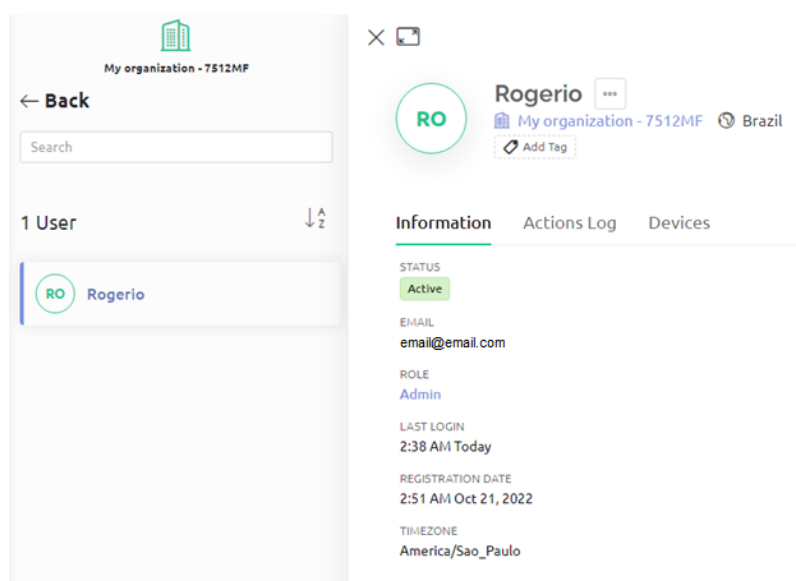 My organization - 7512MF
← Back
Search
1 User
A
Z
RO
Rogerio
RO
Rogerio
My organization - 7512MF
Brazil
Add Tag
Information Actions Log Devices
STATUS
Active
EMAIL
email@email.com
ROLE
Admin
LAST LOGIN
2:38 AM Today
REGISTRATION DATE
2:51 AM Oct 21, 2022
TIMEZONE
America/Sao_Paulo